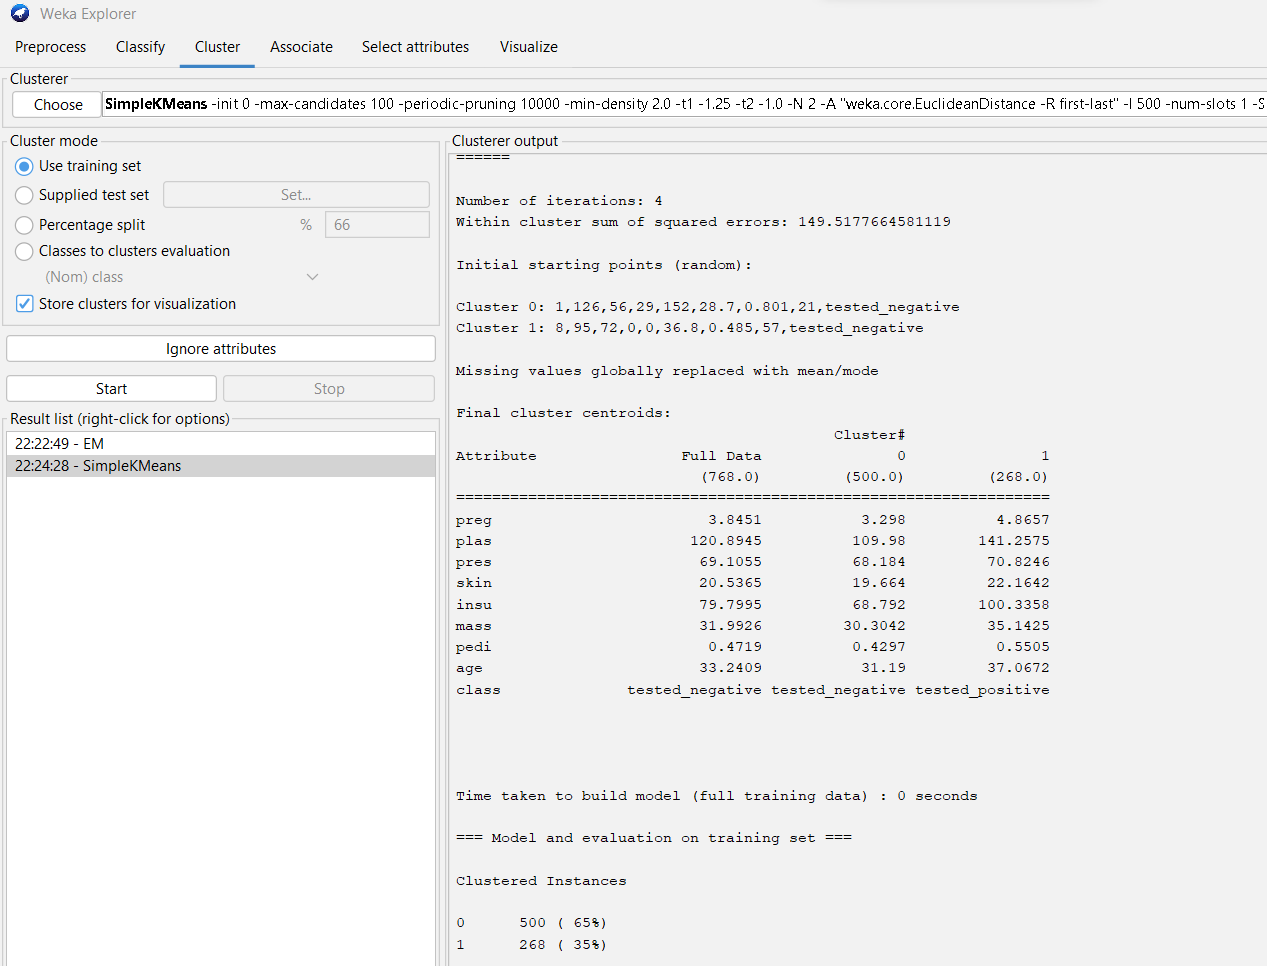 Weka Explorer
Preprocess Classify Cluster Associate Select attributes Visualize
Clusterer
Choose SimpleKMeans -init 0 -max-candidates 100 -periodic-pruning 10000 -min-density 2.0 -t1 -1.25 -t2 -1.0 -N 2 -A "weka.core.EuclideanDistance -R first-last" -I 500 -num-slots 1 -S
Cluster mode
Use training set
Supplied test set Set...
Percentage split % 66
Classes to clusters evaluation
(Nom) class
Store clusters for visualization
Ignore attributes
Start Stop
Result list (right-click for options)
22:22:49 - EM
22:24:28 - SimpleKMeans
Clusterer output
======
Number of iterations: 4
Within cluster sum of squared errors: 149.5177664581119
Initial starting points (random):
Cluster 0: 1,126,56,29,152,28.7,0.801,21,tested_negative
Cluster 1: 8,95,72,0,0,36.8,0.485,57,tested_negative
Missing values globally replaced with mean/mode
Final cluster centroids:
Cluster#
Attribute Full Data 0 1
(768.0) (500.0) (268.0)
==================================================================
preg 3.8451 3.298 4.8657
plas 120.8945 109.98 141.2575
pres 69.1055 68.184 70.8246
skin 20.5365 19.664 22.1642
insu 79.7995 68.792 100.3358
mass 31.9926 30.3042 35.1425
pedi 0.4719 0.4297 0.5505
age 33.2409 31.19 37.0672
class tested_negative tested_negative tested_positive
Time taken to build model (full training data) : 0 seconds
=== Model and evaluation on training set ===
Clustered Instances
0 500 ( 65%)
1 268 ( 35%)